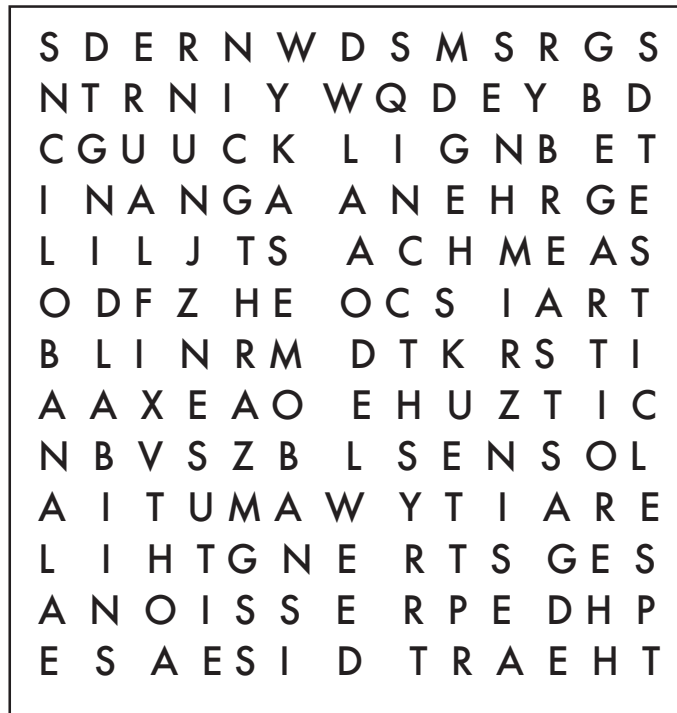 S D E R N W D S M S R G S
N T R N I Y W Q D E Y B D
C G U U C K L I G N B E T
I N A N G A A N E H R G E
L I L J T S A C H M E A S
O D F Z H E O C S I A R T
B L I N R M D T K R S T I
A A X E A O E H U Z T I C
N B V S Z B L S E N S O L
A I T U M A W Y T I A R E
L I H T G N E R T S G E S
A N O I S S E R P E D H P
E S A E S I D T R A E H T